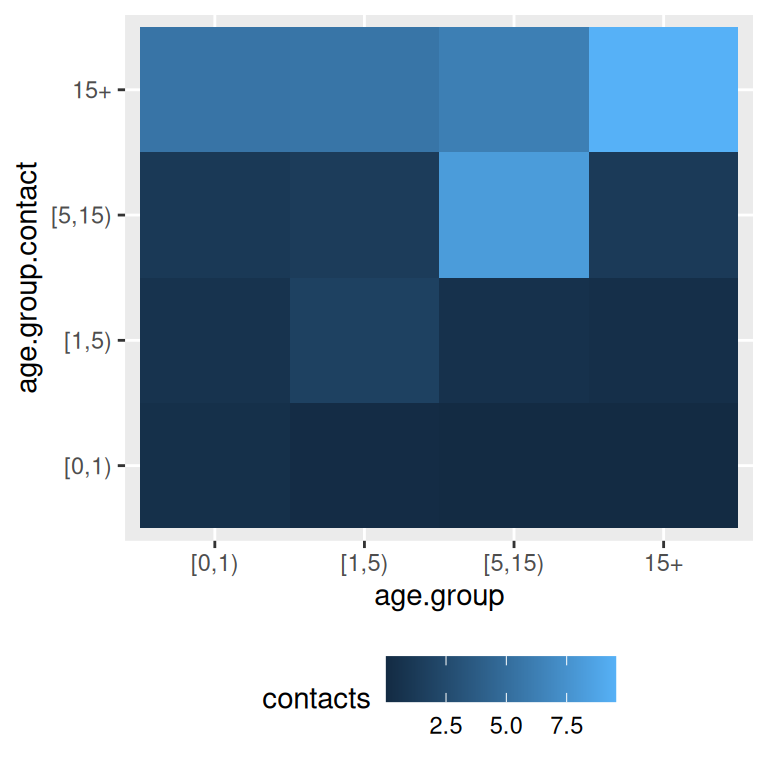 age.group.contact
15+
[5,15)
[1,5)
[0,1)
[0,1) [1,5) [5,15) 15+
age.group
contacts
2.5 5.0 7.5